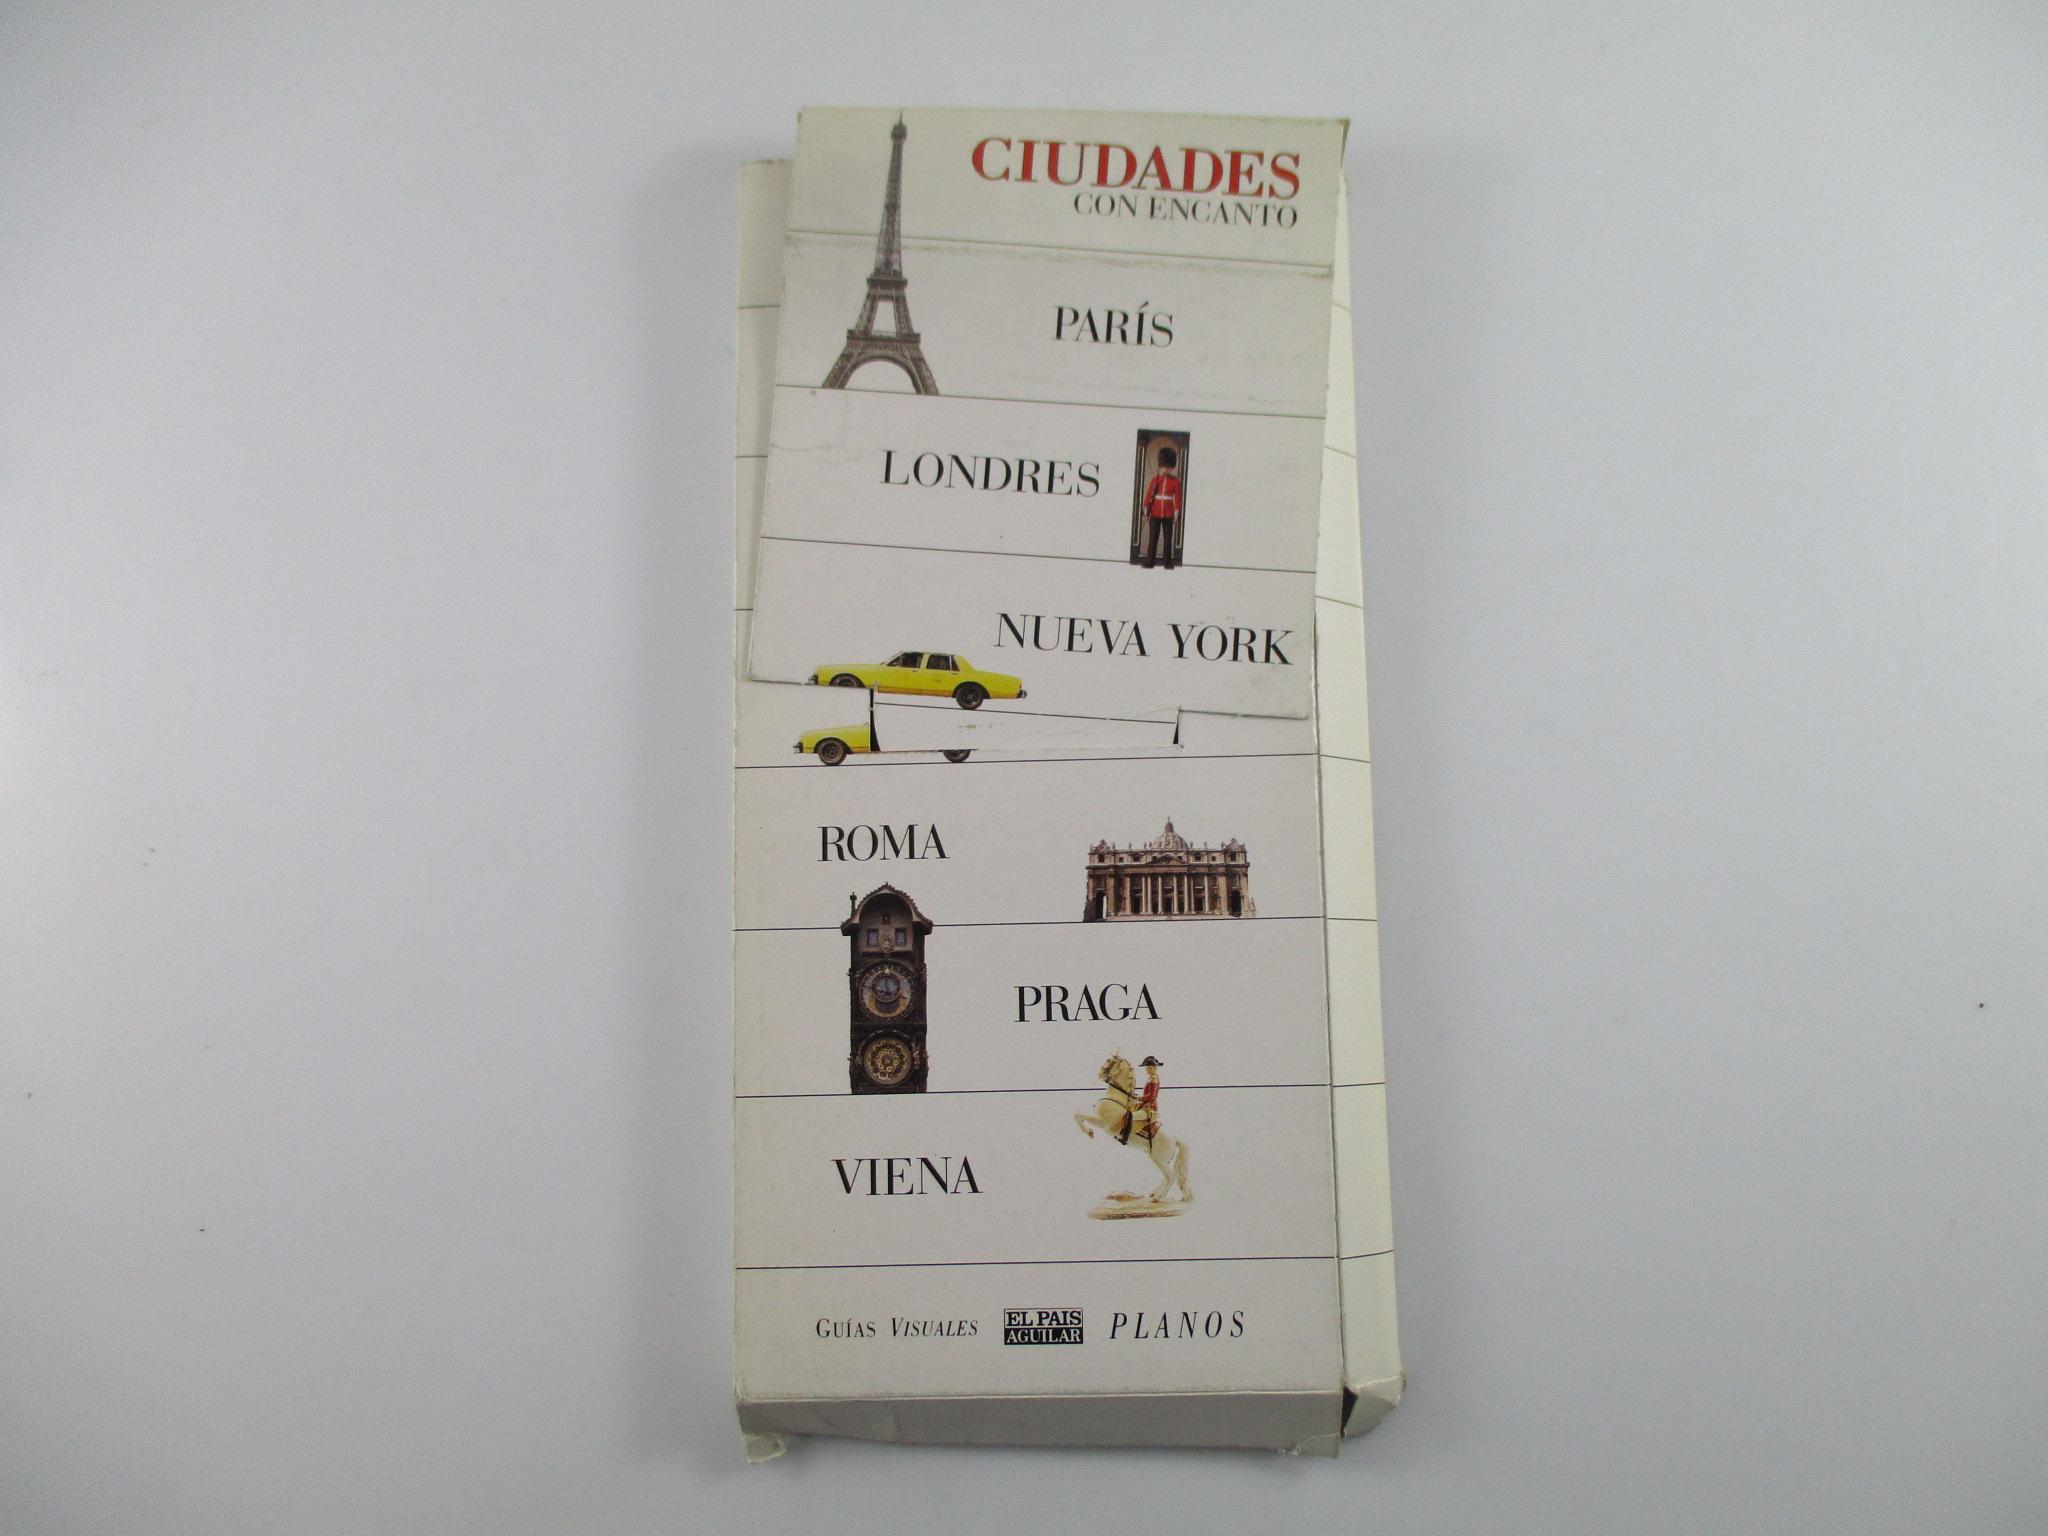 CIUDADES
CON ENCANTO
PARÍS
LONDRES
NUEVA YORK
ROMA
PRAGA
VIENA
GUÍAS VISUALES EL PAIS AGUILAR PLANOS